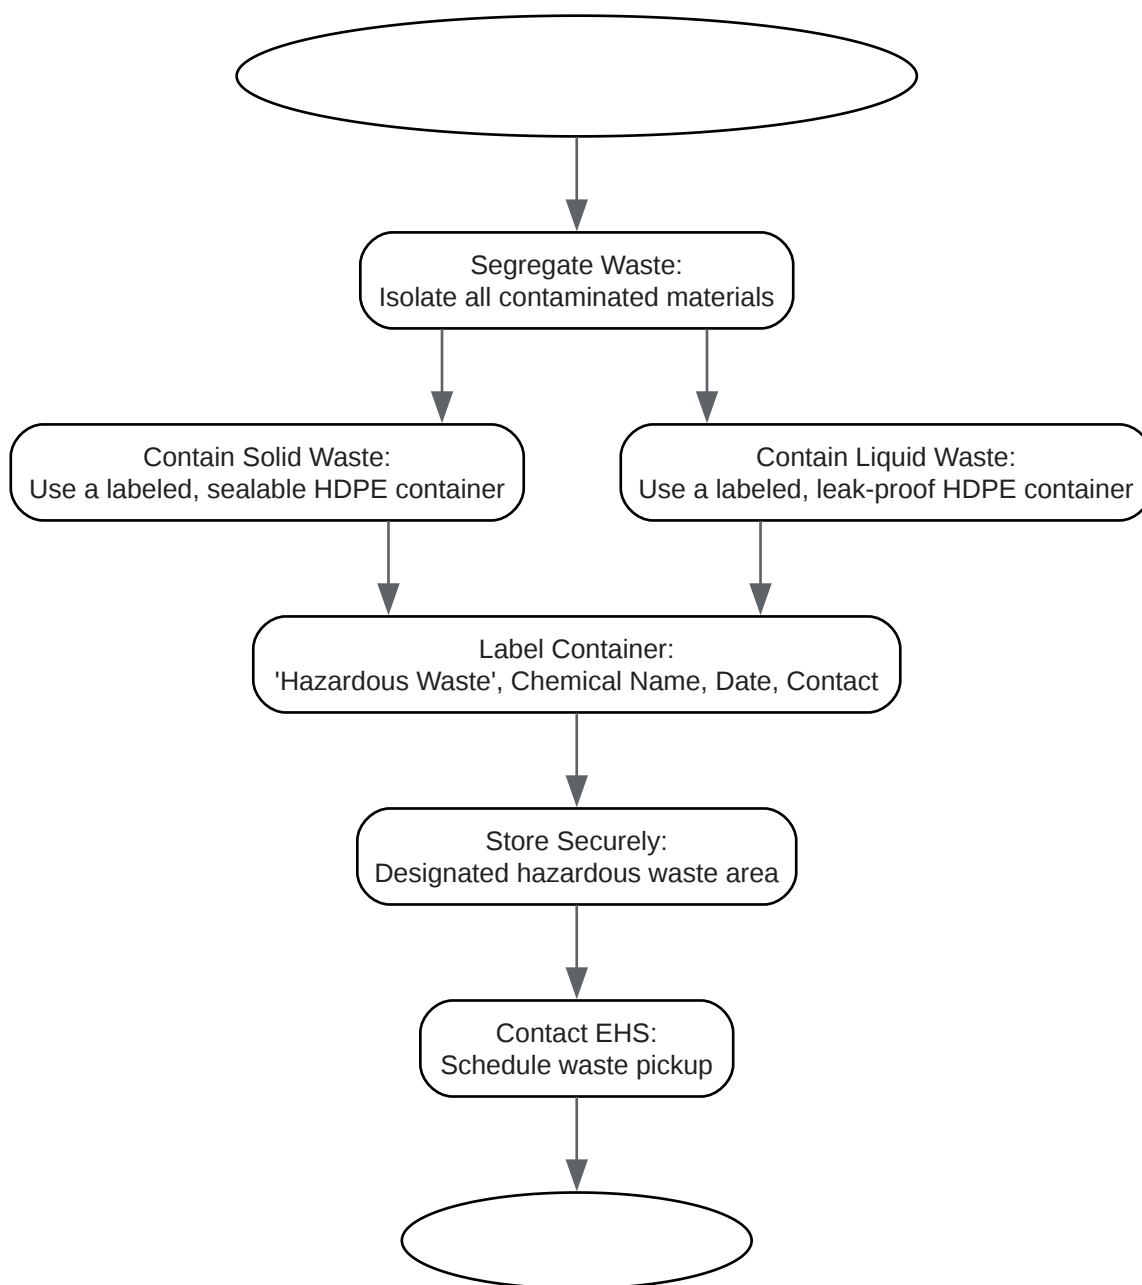 Segregate Waste:
Isolate all contaminated materials
Contain Solid Waste:
Use a labeled, sealable HDPE container
Contain Liquid Waste:
Use a labeled, leak-proof HDPE container
Label Container:
'Hazardous Waste', Chemical Name, Date, Contact
Store Securely:
Designated hazardous waste area
Contact EHS:
Schedule waste pickup